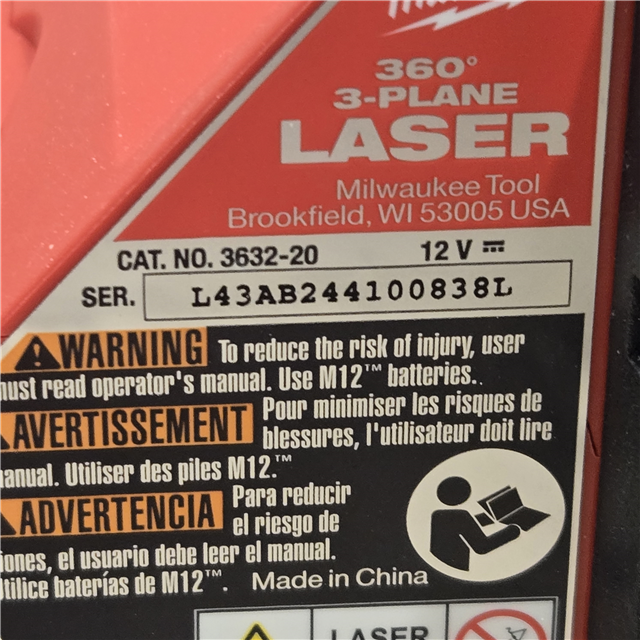 360°
3-PLANE
LASER
Milwaukee Tool
Brookfield, WI 53005 USA
CAT. NO. 3632-20 12 V
SER. L43AB244100838L
WARNING To reduce the risk of injury, user
must read operator's manual. Use M12™ batteries.
AVERTISSEMENT Pour minimiser les risques de
blessures, l'utilisateur doit lire
manual. Utiliser des piles M12.™
ADVERTENCIA Para reducir
el riesgo de
iones, el usuario debe leer el manual.
Utilice baterías de M12™. Made in China
LASER